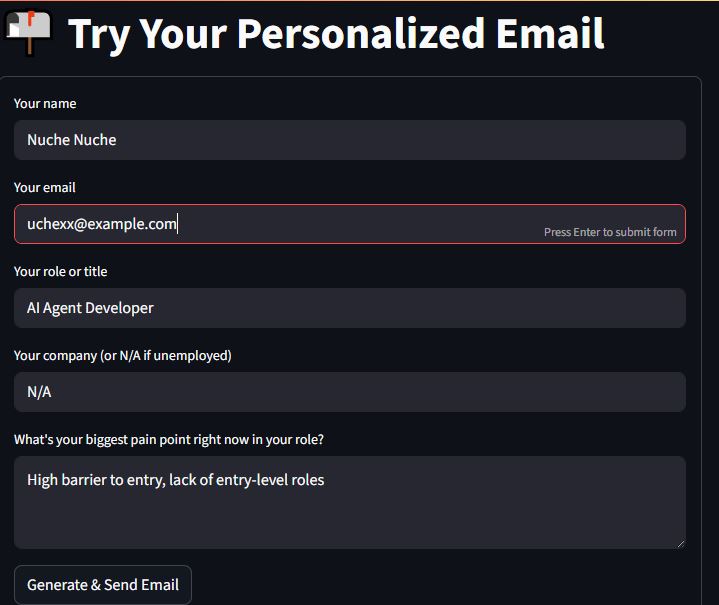 Try Your Personalized Email
Your name
Nuche Nuche
Your email
uchexx@example.com
Press Enter to submit form
Your role or title
AI Agent Developer
Your company (or N/A if unemployed)
N/A
What's your biggest pain point right now in your role?
High barrier to entry, lack of entry-level roles
Generate & Send Email